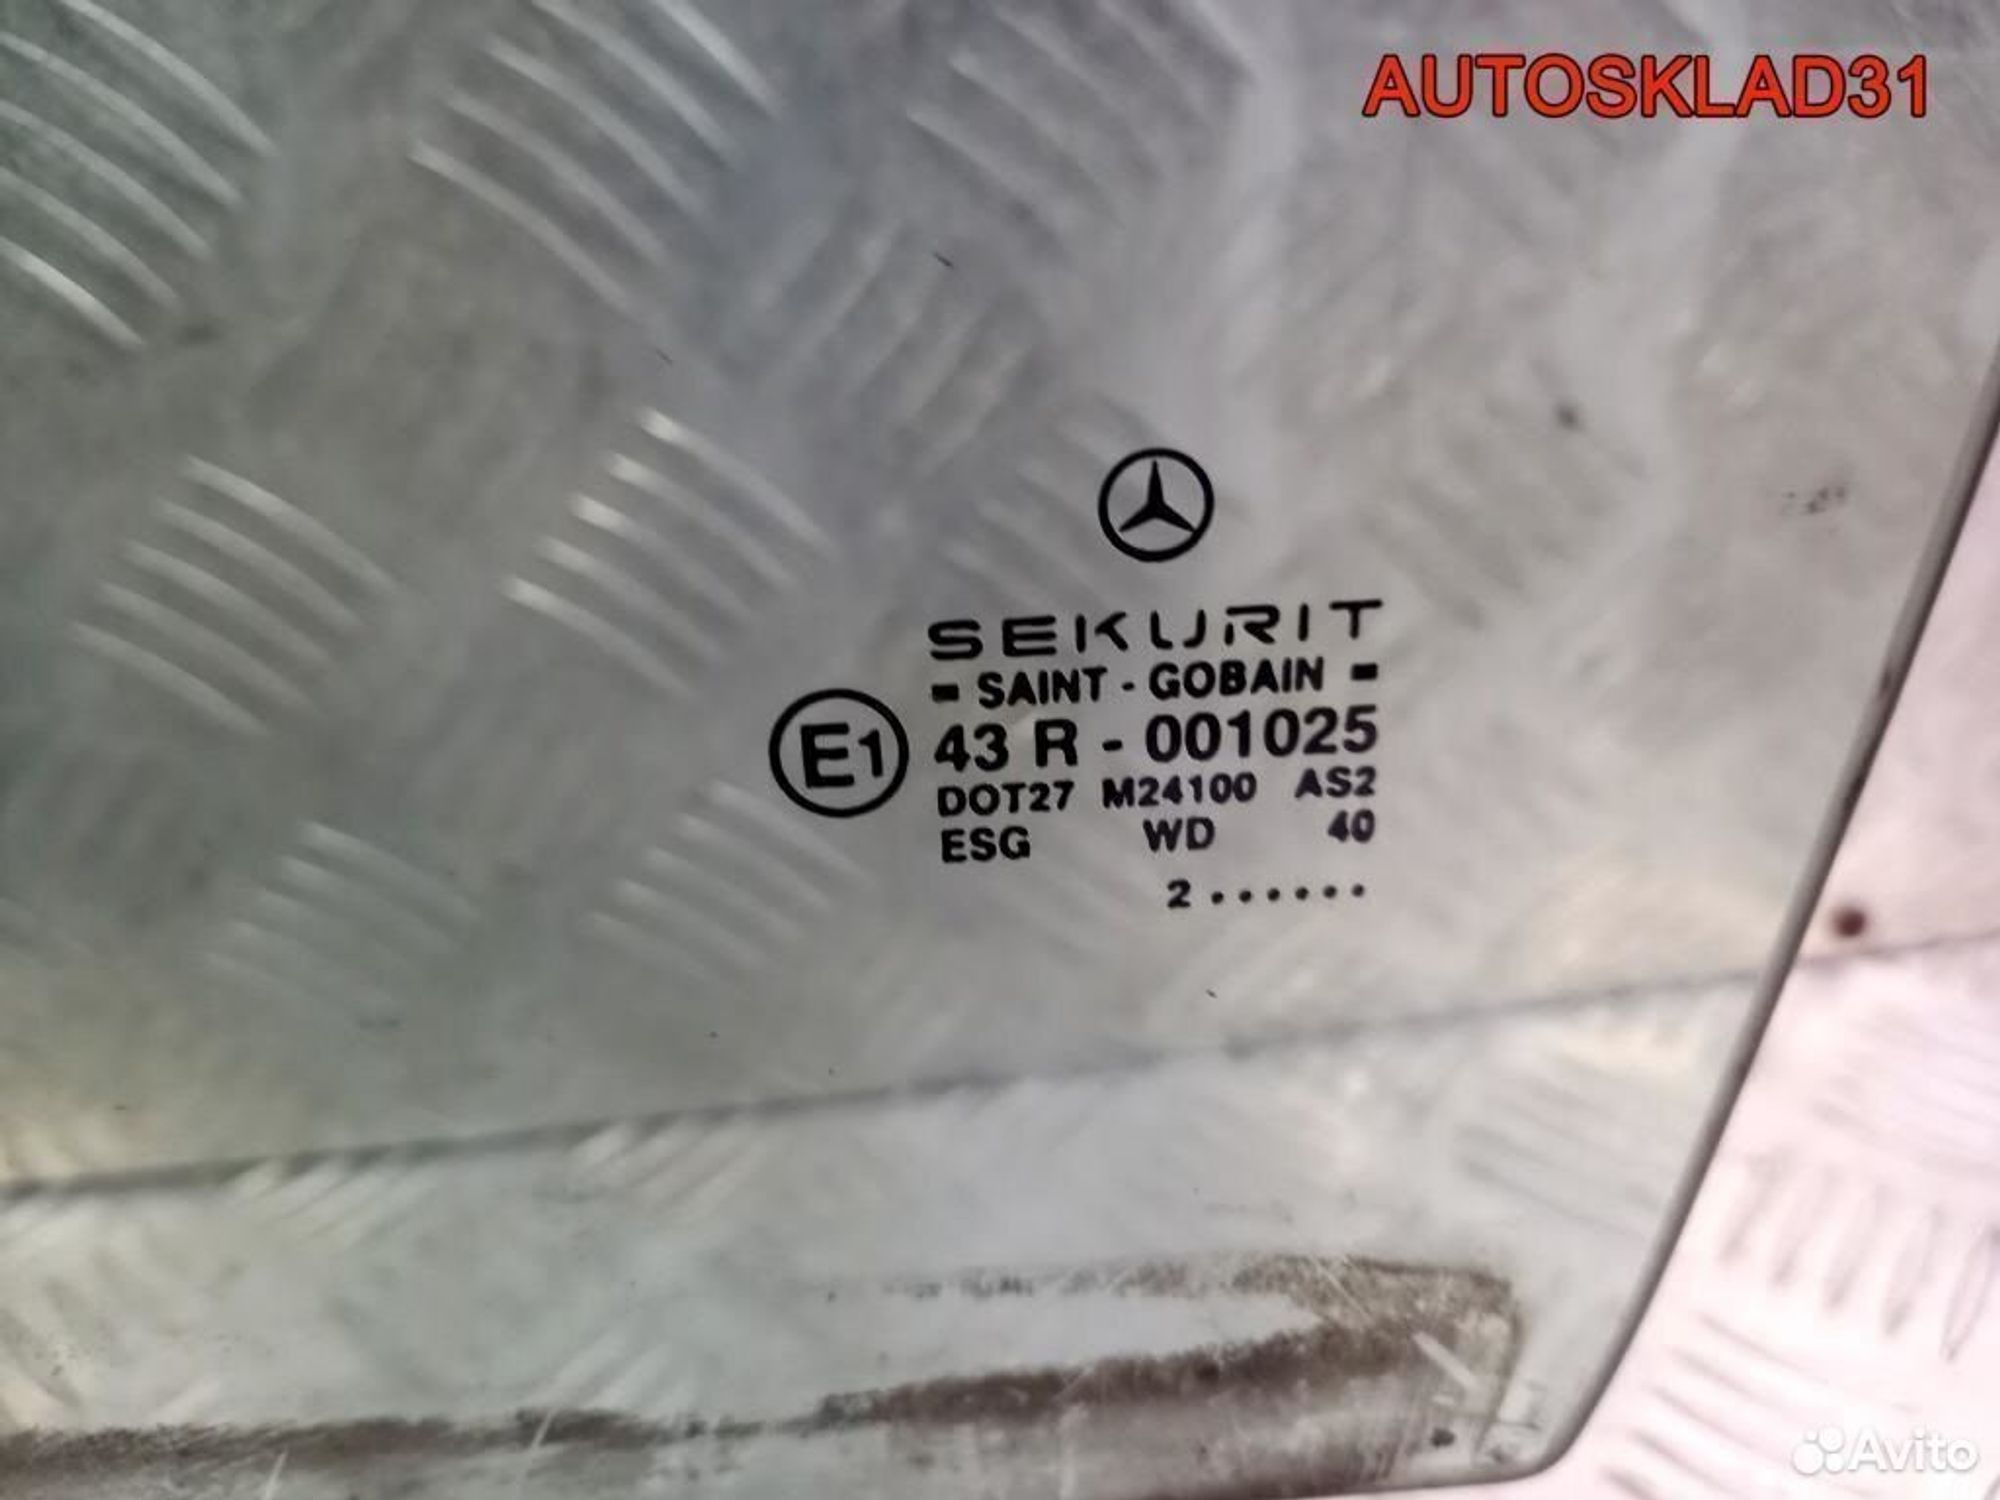 AUTOSKLAD31
SEKURIT
- SAINT - GOBAIN -
E1 43 R - 001025
DOT27 M24100 AS2
ESG WD 40
2 ......
Avito